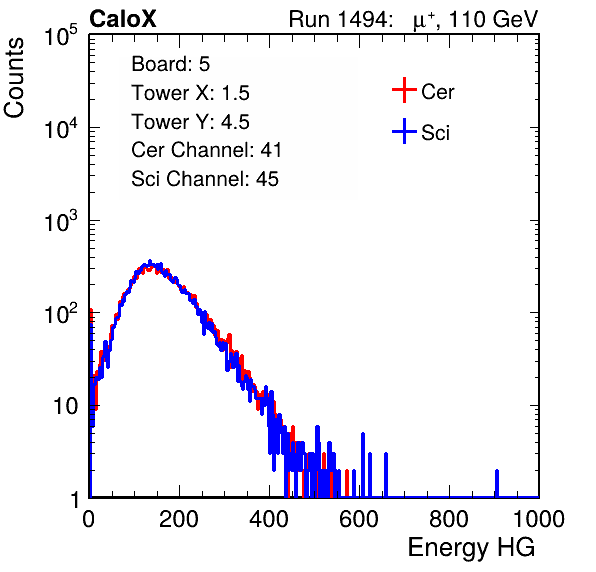 CaloX Run 1494: μ⁺, 110 GeV
Counts
Board: 5
Tower X: 1.5
Tower Y: 4.5
Cer Channel: 41
Sci Channel: 45
Cer
Sci
10⁵
10⁴
10³
10²
10
1
0 200 400 600 800 1000
Energy HG